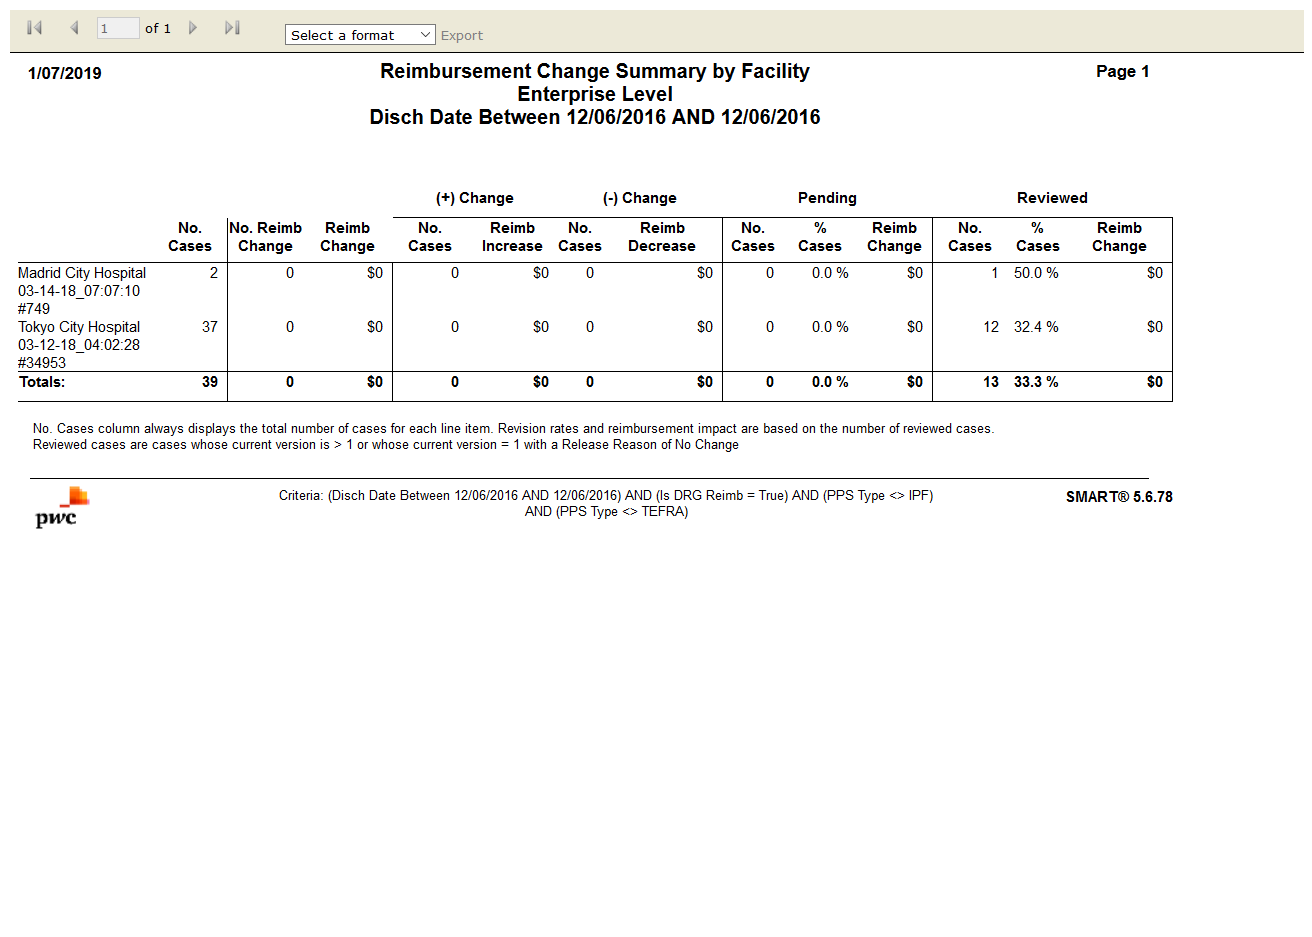 1 of 1 Select a format Export
1/07/2019 Reimbursement Change Summary by Facility Page 1
Enterprise Level
Disch Date Between 12/06/2016 AND 12/06/2016
(+) Change (-) Change Pending Reviewed
No. No. Reimb Reimb No. Reimb No. Reimb No. % Reimb No. % Reimb
Cases Change Change Cases Increase Cases Decrease Cases Cases Change Cases Cases Change
Madrid City Hospital 2 0 $0 0 $0 0 $0 0 0.0 % $0 1 50.0 % $0
03-14-18_07:07:10
#749
Tokyo City Hospital 37 0 $0 0 $0 0 $0 0 0.0 % $0 12 32.4 % $0
03-12-18_04:02:28
#34953
Totals: 39 0 $0 0 $0 0 $0 0 0.0 % $0 13 33.3 % $0
No. Cases column always displays the total number of cases for each line item. Revision rates and reimbursement impact are based on the number of reviewed cases.
Reviewed cases are cases whose current version is > 1 or whose current version = 1 with a Release Reason of No Change
pwc Criteria: (Disch Date Between 12/06/2016 AND 12/06/2016) AND (Is DRG Reimb = True) AND (PPS Type <> IPF) SMART® 5.6.78
AND (PPS Type <> TEFRA)